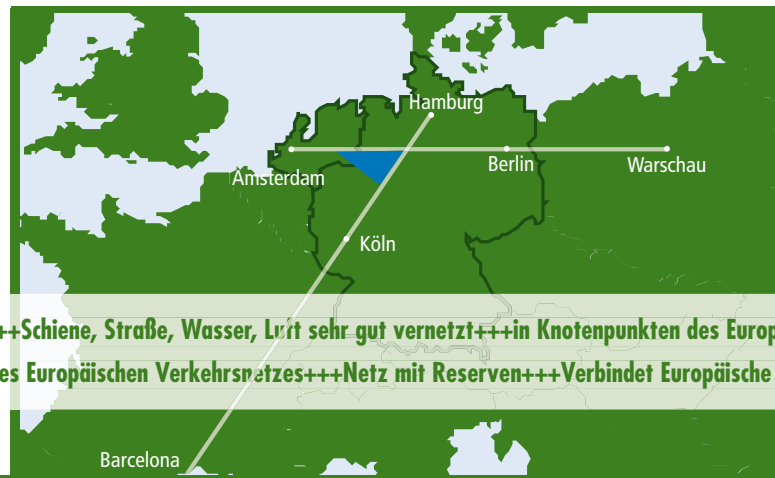 Hamburg
Amsterdam
Berlin
Warschau
Köln
++Schiene, Straße, Wasser, Luft sehr gut vernetzt+++in Knotenpunkten des Europ
es Europäischen Verkehrsnetzes+++Netz mit Reserven+++Verbindet Europäische
Barcelona